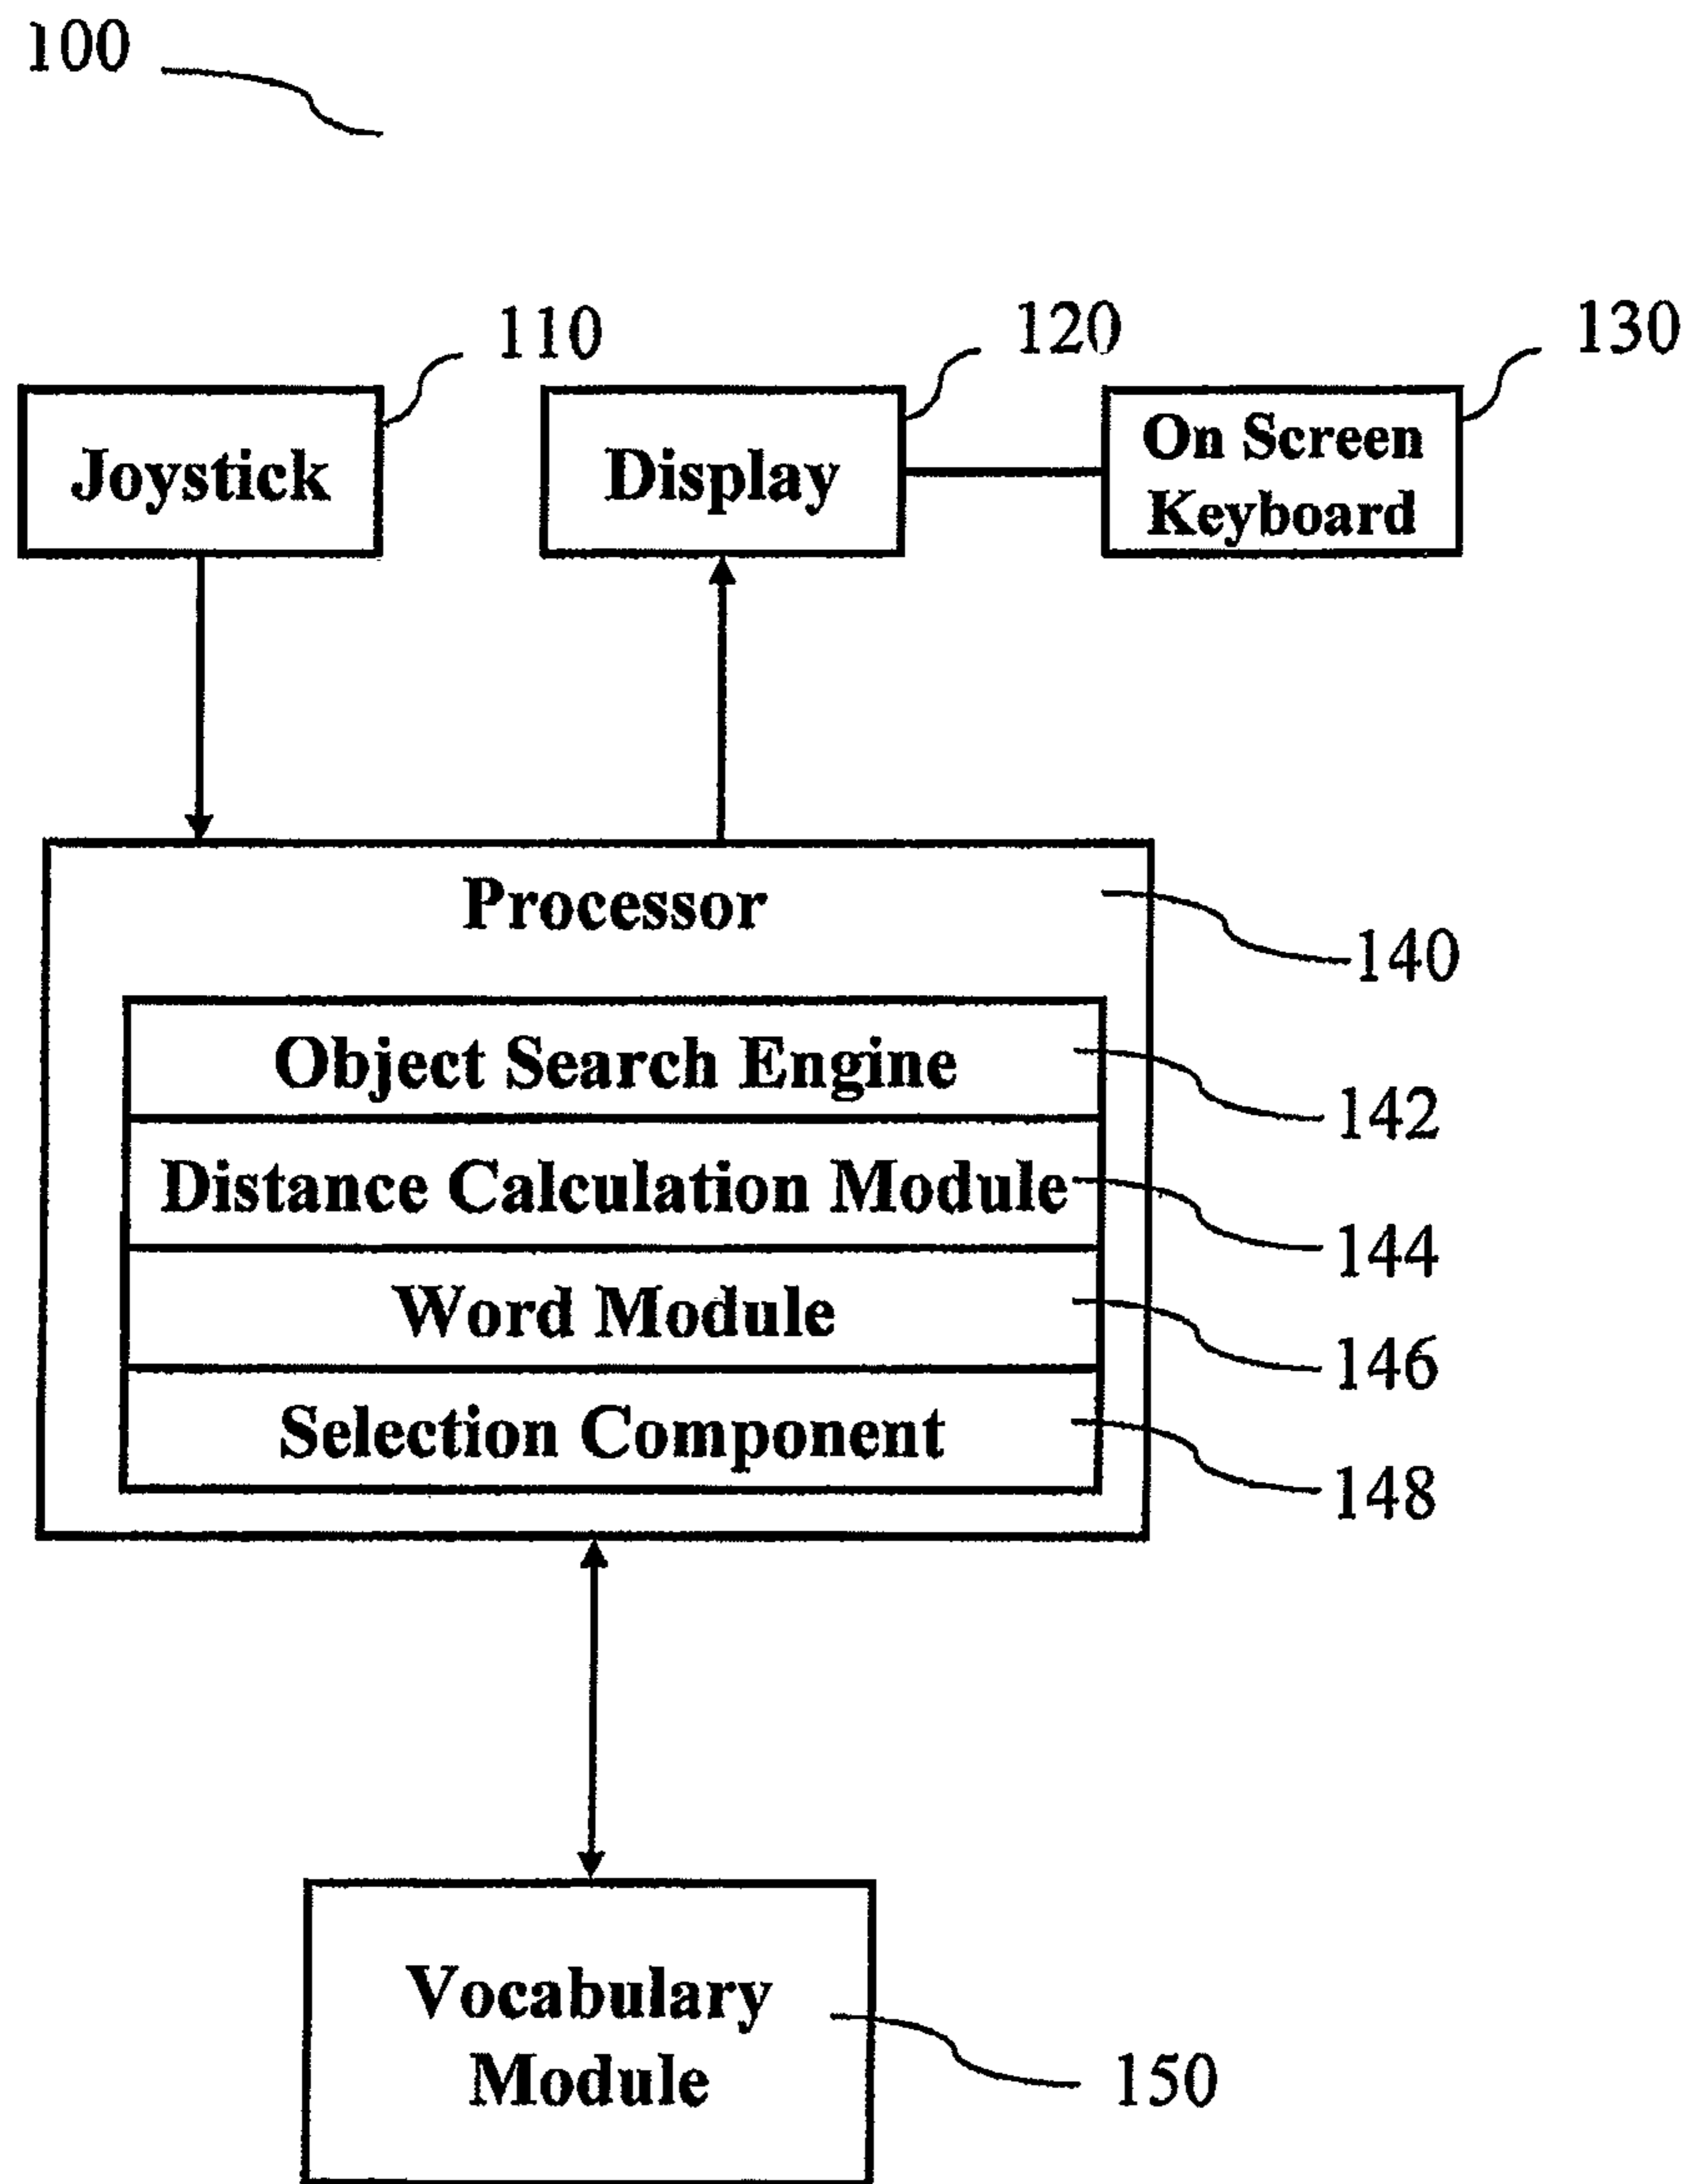 100
110
120
130
Joystick
Display
On Screen
Keyboard
Processor
140
Object Search Engine
142
Distance Calculation Module
144
Word Module
146
Selection Component
148
Vocabulary
Module
150